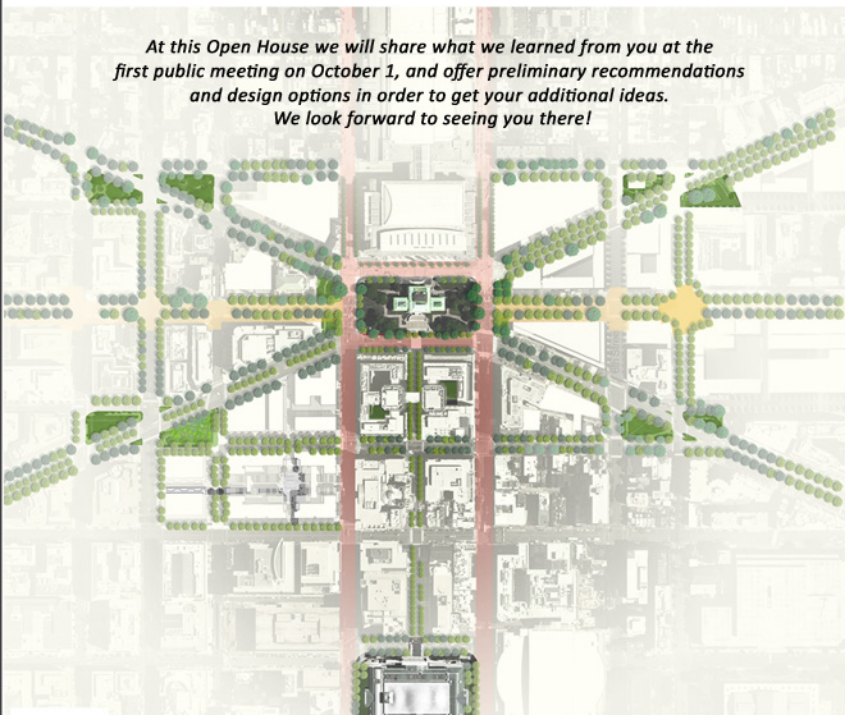 At this Open House we will share what we learned from you at the
first public meeting on October 1, and offer preliminary recommendations
and design options in order to get your additional ideas.
We look forward to seeing you there!